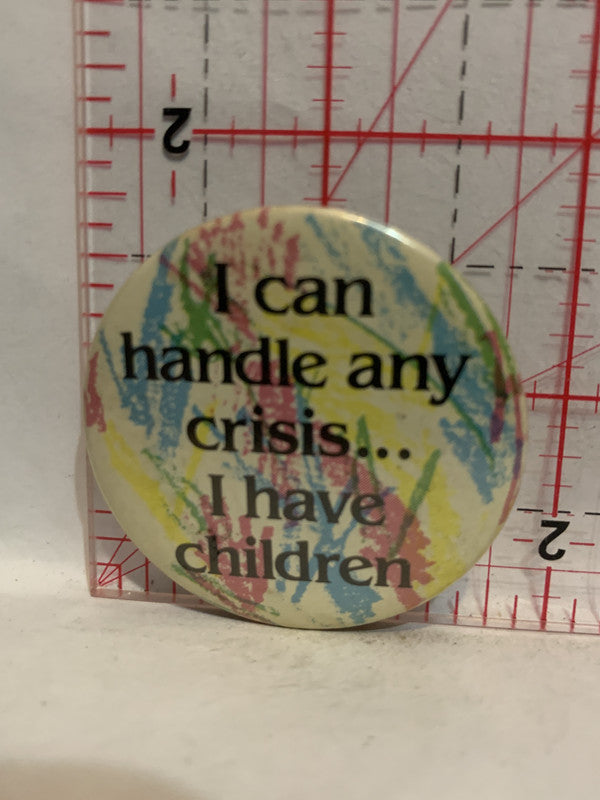 2
I can
handle any
crisis...
I have
children
2